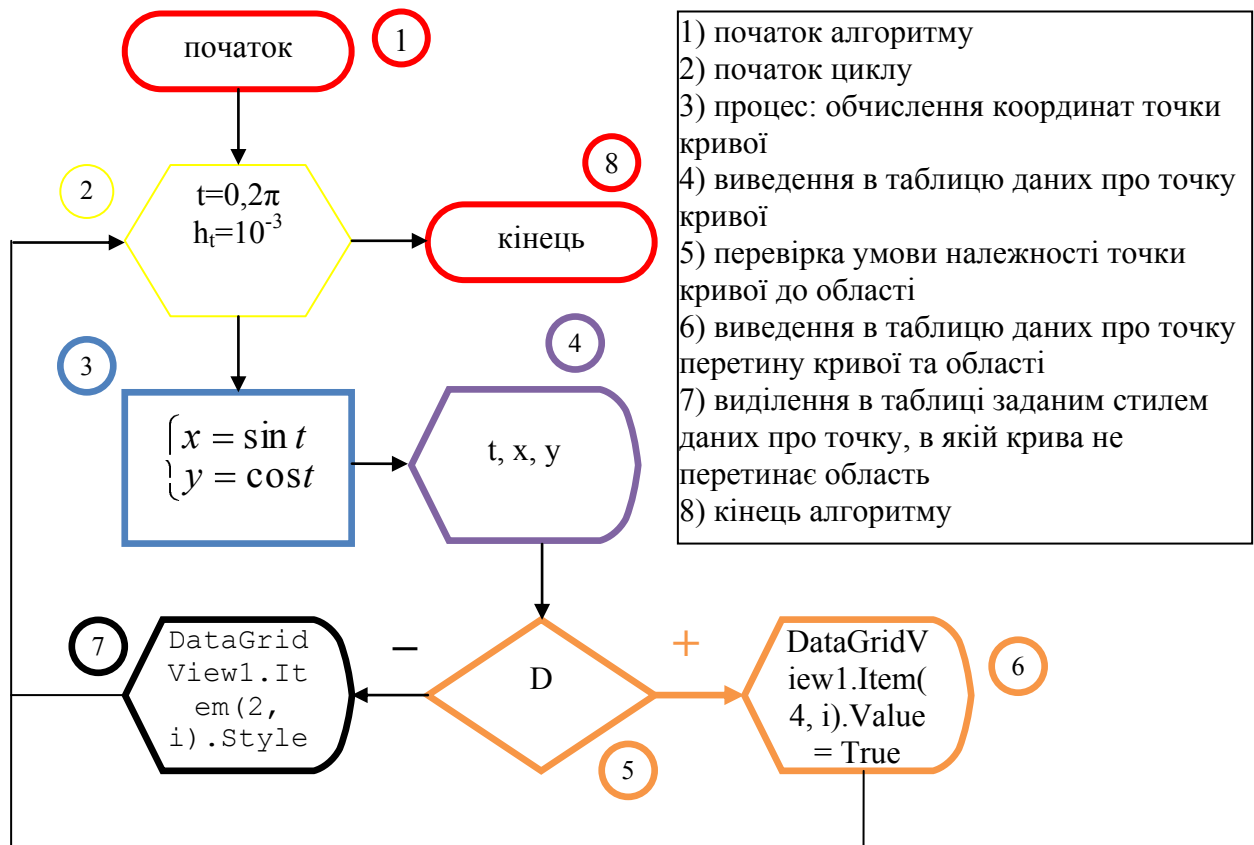 початок
1
2
t=0,2π
ht=10-3
8
кінець
3
x = sin t
y = cost
4
t, x, y
7
DataGrid
View1.It
em(2,
i).Style
–
D
5
+
DataGridV
iew1.Item(
4, i).Value
= True
6
1) початок алгоритму
2) початок циклу
3) процес: обчислення координат точки
кривої
4) виведення в таблицю даних про точку
кривої
5) перевірка умови належності точки
кривої до області
6) виведення в таблицю даних про точку
перетину кривої та області
7) виділення в таблиці заданим стилем
даних про точку, в якій крива не
перетинає область
8) кінець алгоритму